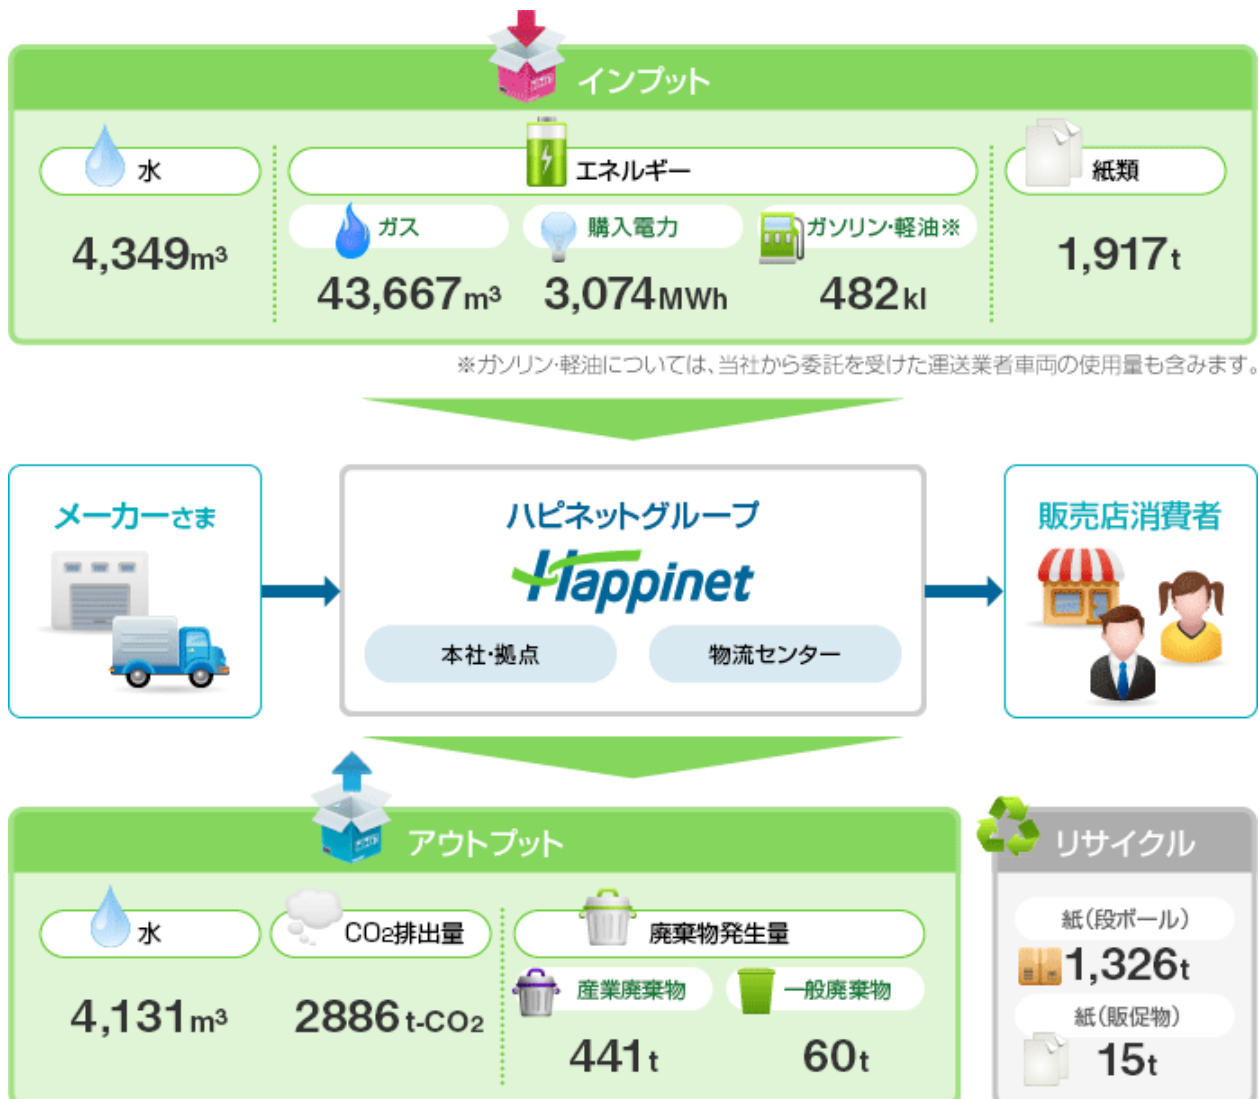 インプット
水
エネルギー
紙類
ガス
購入電力
ガソリン・軽油※
4,349m³
43,667m³
3,074MWh
482kl
1,917t
※ガソリン・軽油については、当社から委託を受けた運送業者車両の使用量も含みます。
メーカーさま
ハピネットグループ
Happinet
本社・拠点
物流センター
販売店消費者
アウトプット
水
CO₂排出量
廃棄物発生量
産業廃棄物
一般廃棄物
4,131m³
2886t-CO₂
441t
60t
リサイクル
紙(段ボール)
1,326t
紙(販促物)
15t